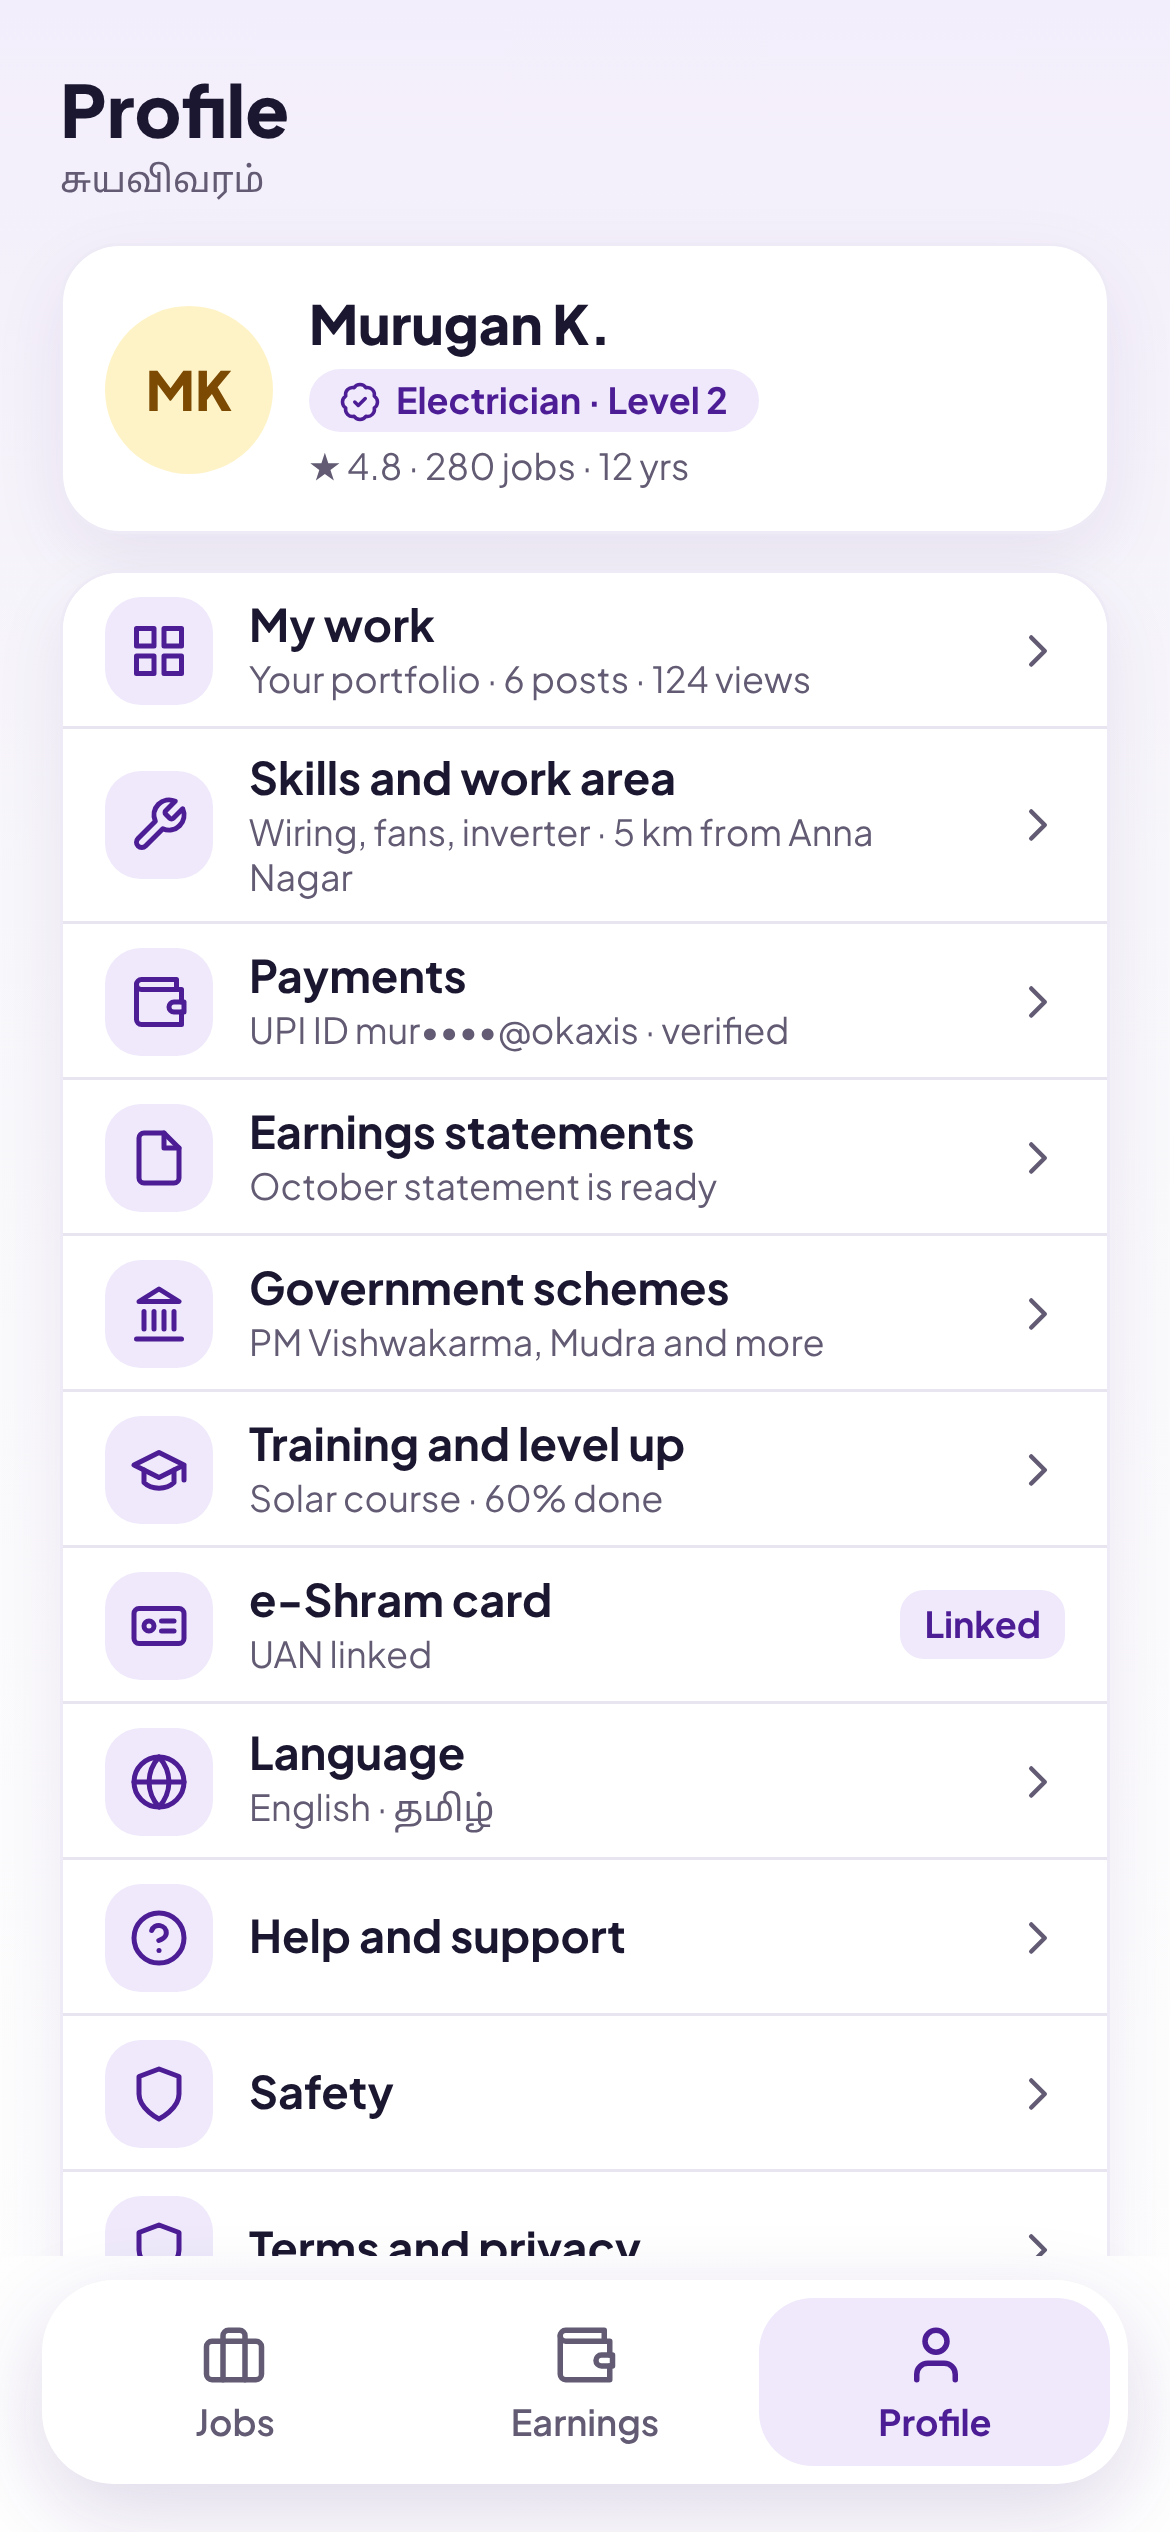 Profile
சுயவிவரம்
MK
Murugan K.
Electrician · Level 2
★ 4.8 · 280 jobs · 12 yrs
My work
Your portfolio · 6 posts · 124 views
Skills and work area
Wiring, fans, inverter · 5 km from Anna
Nagar
Payments
UPI ID mur••••@okaxis · verified
Earnings statements
October statement is ready
Government schemes
PM Vishwakarma, Mudra and more
Training and level up
Solar course · 60% done
e-Shram card
UAN linked
Linked
Language
English · தமிழ்
Help and support
Safety
Terms and privacy
Jobs
Earnings
Profile